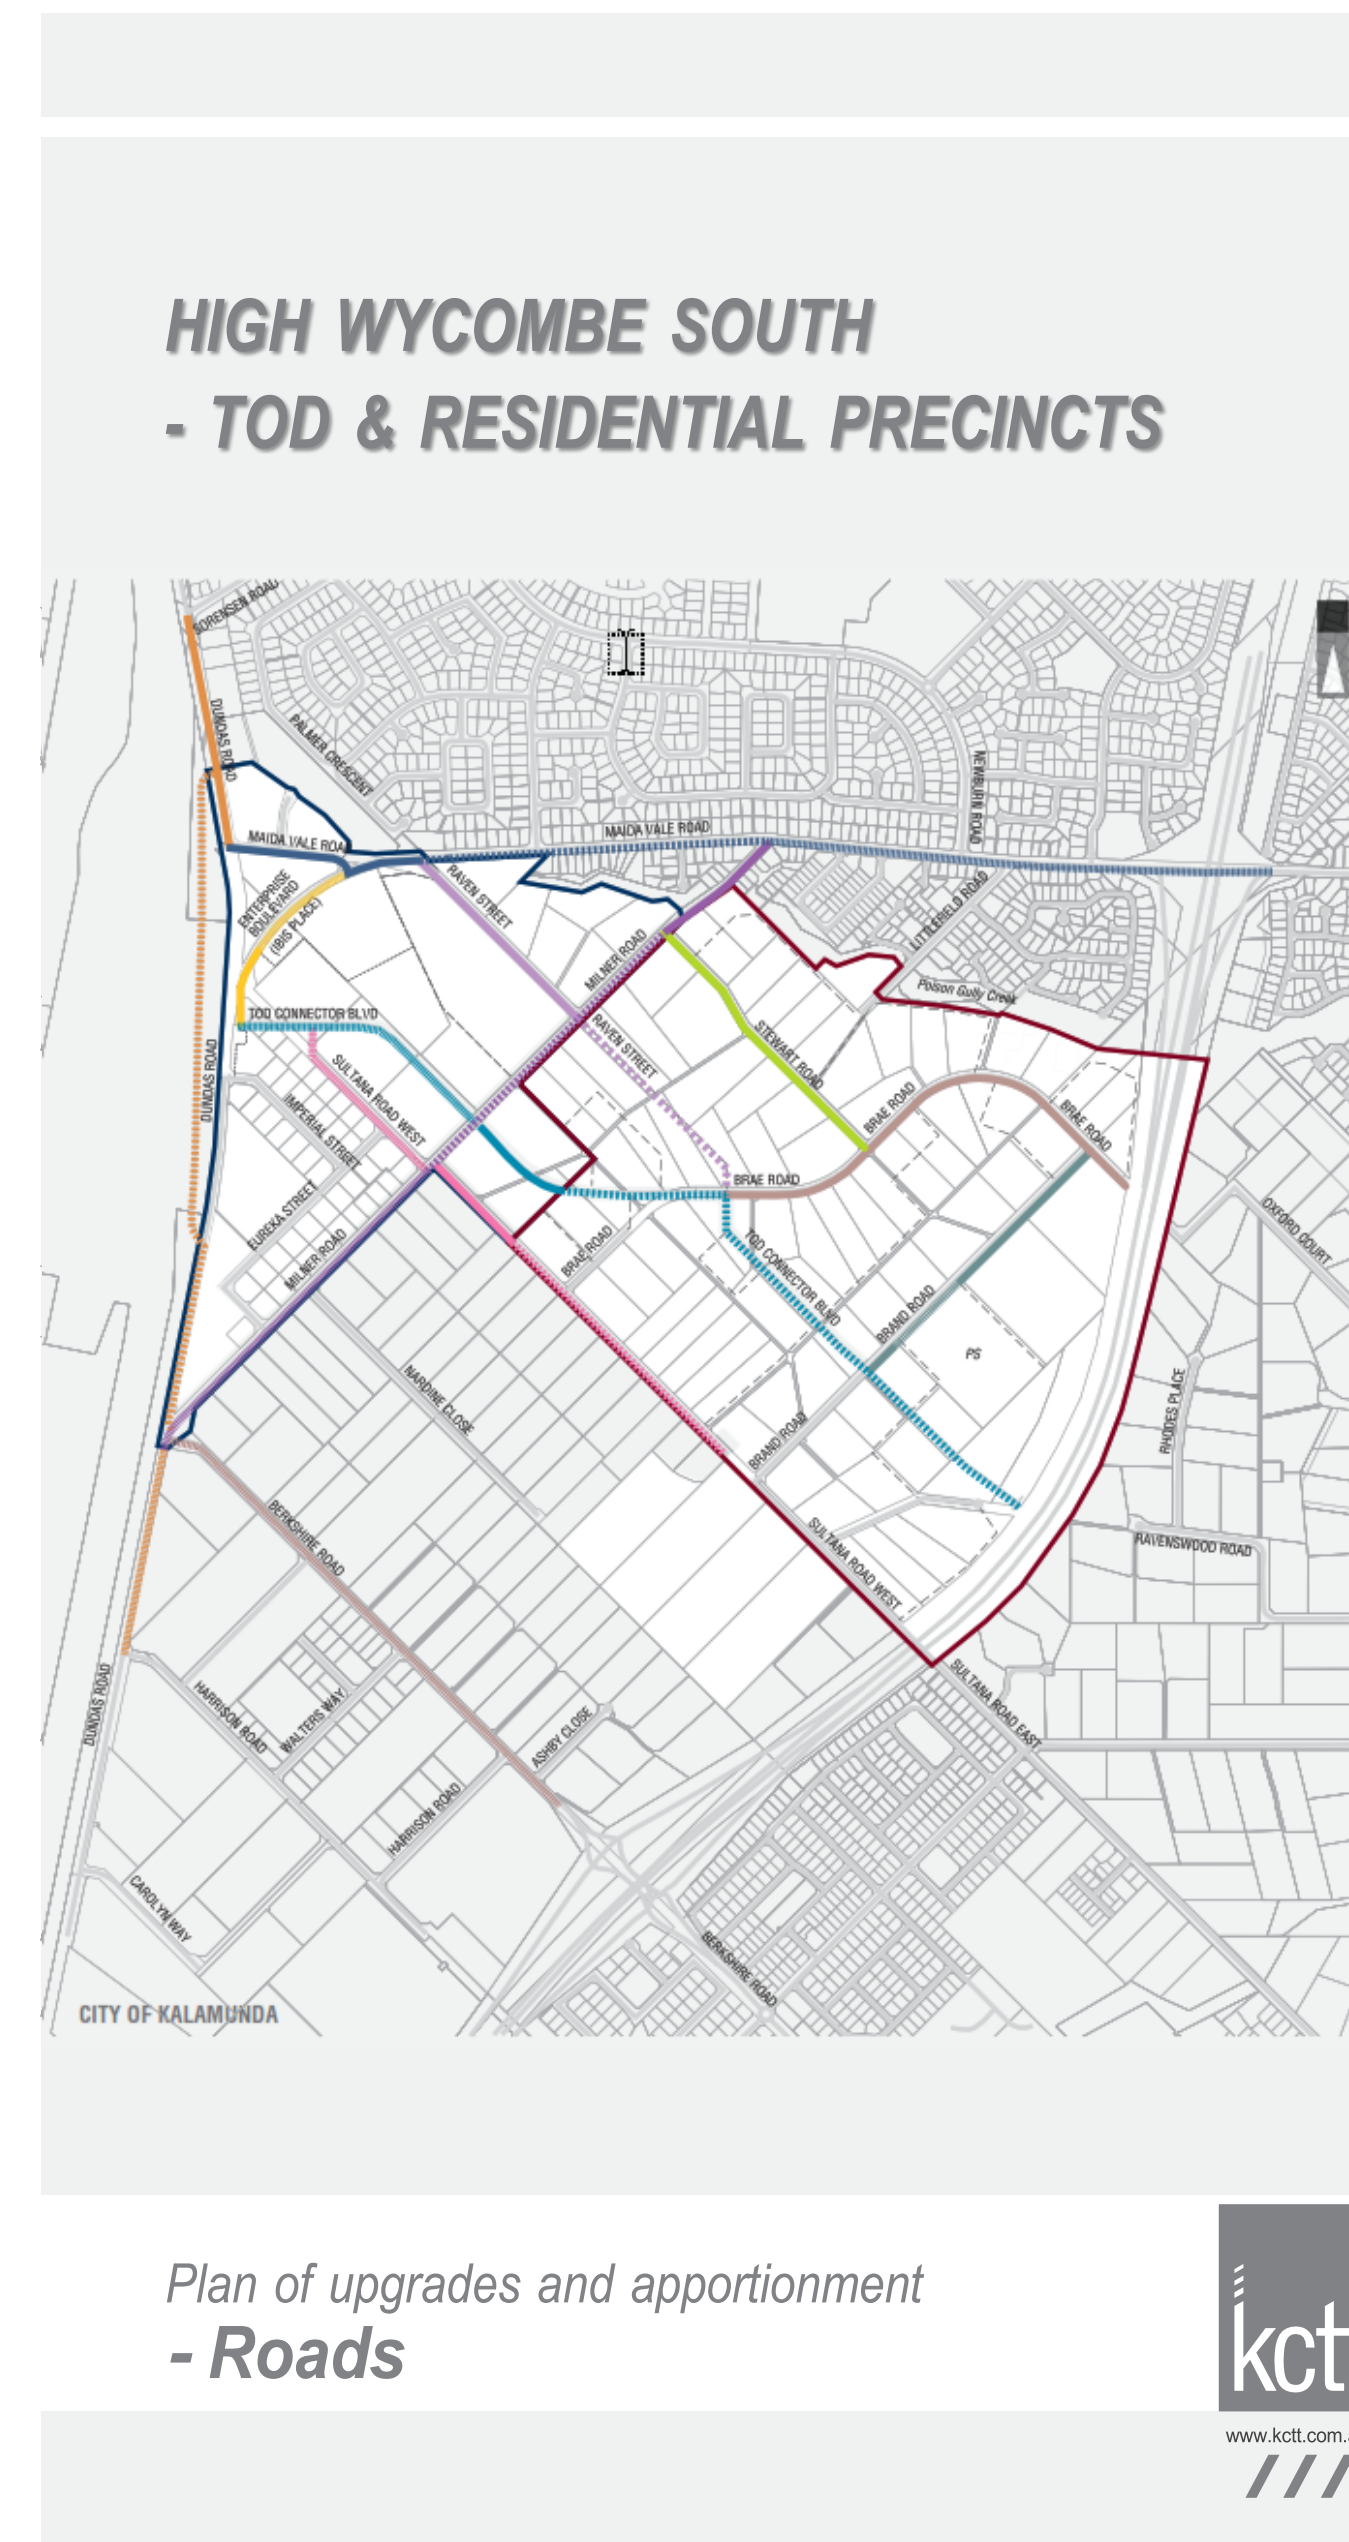 HIGH WYCOMBE SOUTH
- TOD & RESIDENTIAL PRECINCTS
SORENSEN ROAD
DUNDAS ROAD
PALMER CRESCENT
NEWBURN ROAD
MAIDA VALE ROAD
MAIDA VALE ROAD
RAVEN STREET
ENTERPRISE
BOULEVARD
(IBIS PLACE)
LITTLEFIELD ROAD
MILNER ROAD
Poison Gully Creek
TOD CONNECTOR BLVD
RAVEN STREET
STEWART ROAD
DUNDAS ROAD
SULTANA ROAD WEST
IMPERIAL STREET
BRAE ROAD
BRAE ROAD
BRAE ROAD
EUREKA STREET
MILNER ROAD
BRAE ROAD
TOD CONNECTOR BLVD
OXFORD COURT
BRAND ROAD
P5
NARDINE CLOSE
RHODES PLACE
BRAND ROAD
BERKSHIRE ROAD
SULTANA ROAD WEST
RAVENSWOOD ROAD
DUNDAS ROAD
HARRISON ROAD
WALTERS WAY
ASHBY CLOSE
SULTANA ROAD EAST
HARRISON ROAD
CAROLYN WAY
BERKSHIRE ROAD
CITY OF KALAMUNDA
Plan of upgrades and apportionment
- Roads
kctt
www.kctt.com.a